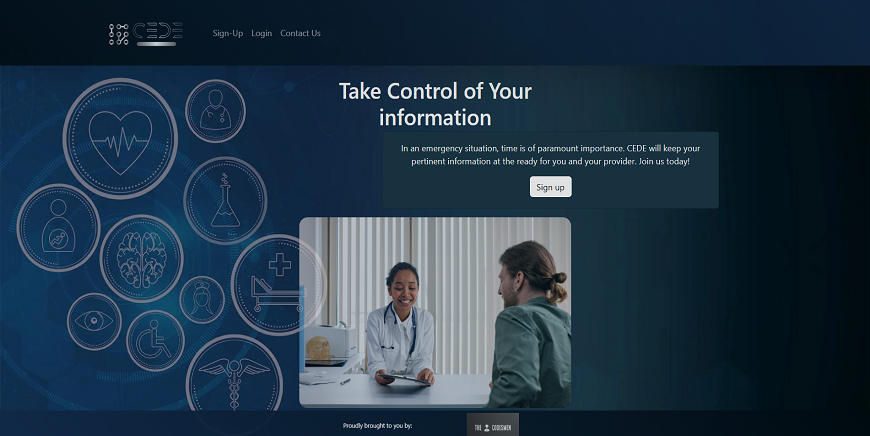 CEDE
Sign-Up Login Contact Us
Take Control of Your
information
In an emergency situation, time is of paramount importance. CEDE will keep your
pertinent information at the ready for you and your provider. Join us today!
Sign up
Proudly brought to you by:
THE CODESMEN